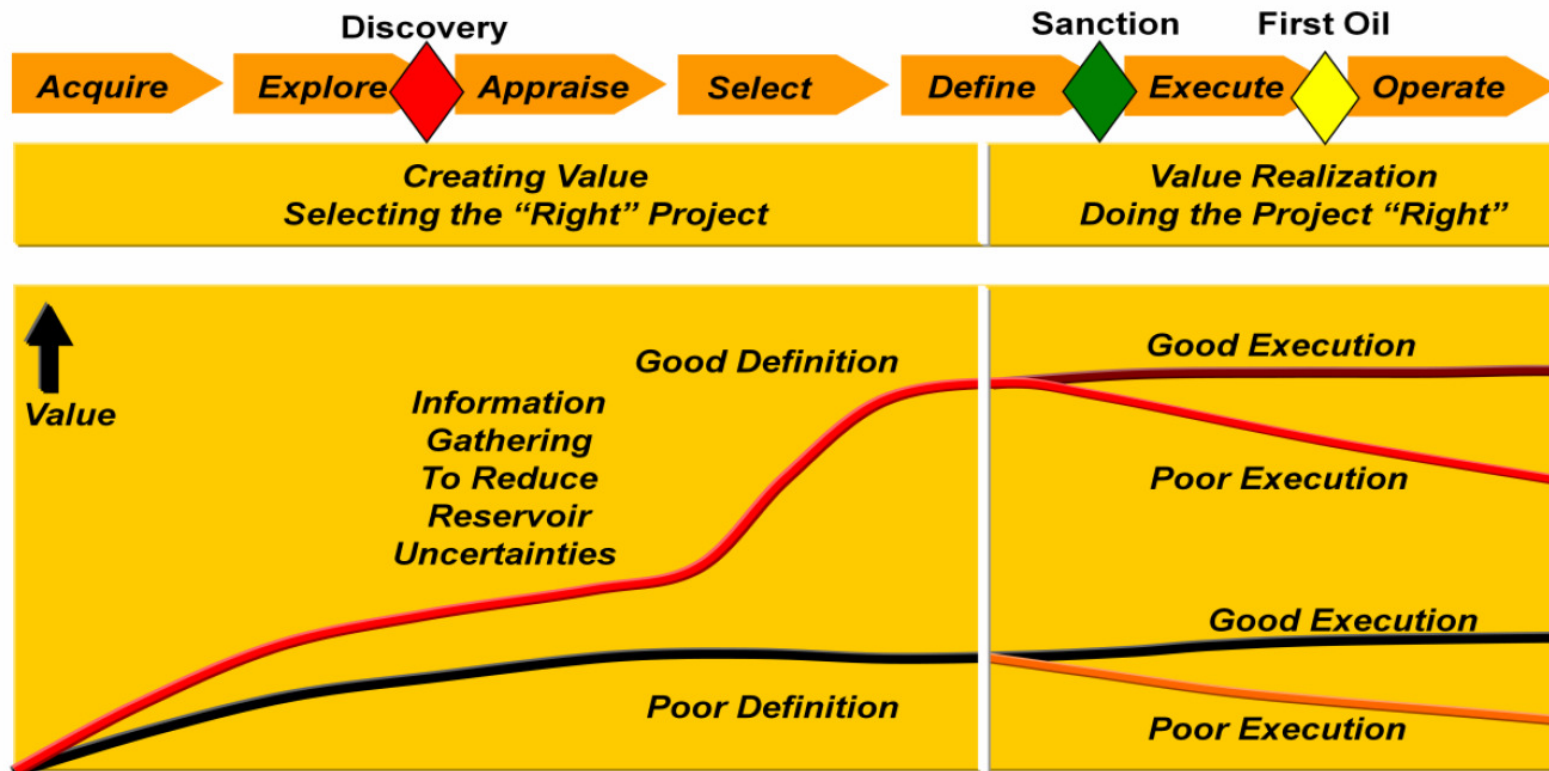 Discovery
Sanction
First Oil
Acquire
Explore
Appraise
Select
Define
Execute
Operate
Creating Value
Selecting the “Right” Project
Value Realization
Doing the Project “Right”
Value
Information
Gathering
To Reduce
Reservoir
Uncertainties
Good Definition
Poor Definition
Good Execution
Poor Execution
Good Execution
Poor Execution